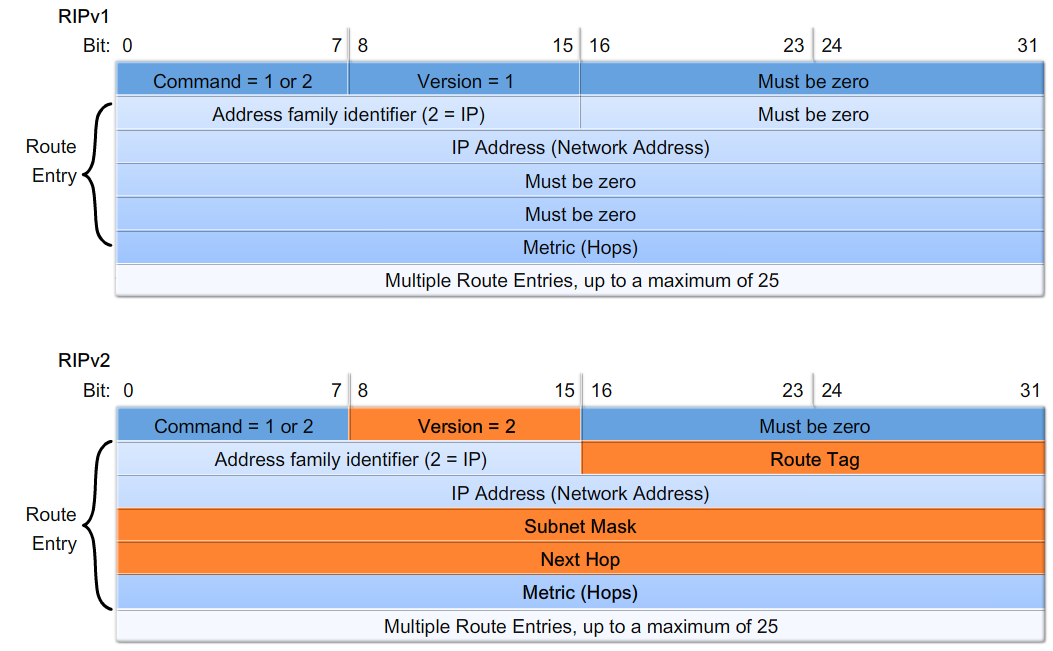 RIPv1
Bit: 0 7 8 15 16 23 24 31
Command = 1 or 2 Version = 1 Must be zero
Address family identifier (2 = IP) Must be zero
Route
Entry
IP Address (Network Address)
Must be zero
Must be zero
Metric (Hops)
Multiple Route Entries, up to a maximum of 25
RIPv2
Bit: 0 7 8 15 16 23 24 31
Command = 1 or 2 Version = 2 Must be zero
Address family identifier (2 = IP) Route Tag
Route
Entry
IP Address (Network Address)
Subnet Mask
Next Hop
Metric (Hops)
Multiple Route Entries, up to a maximum of 25